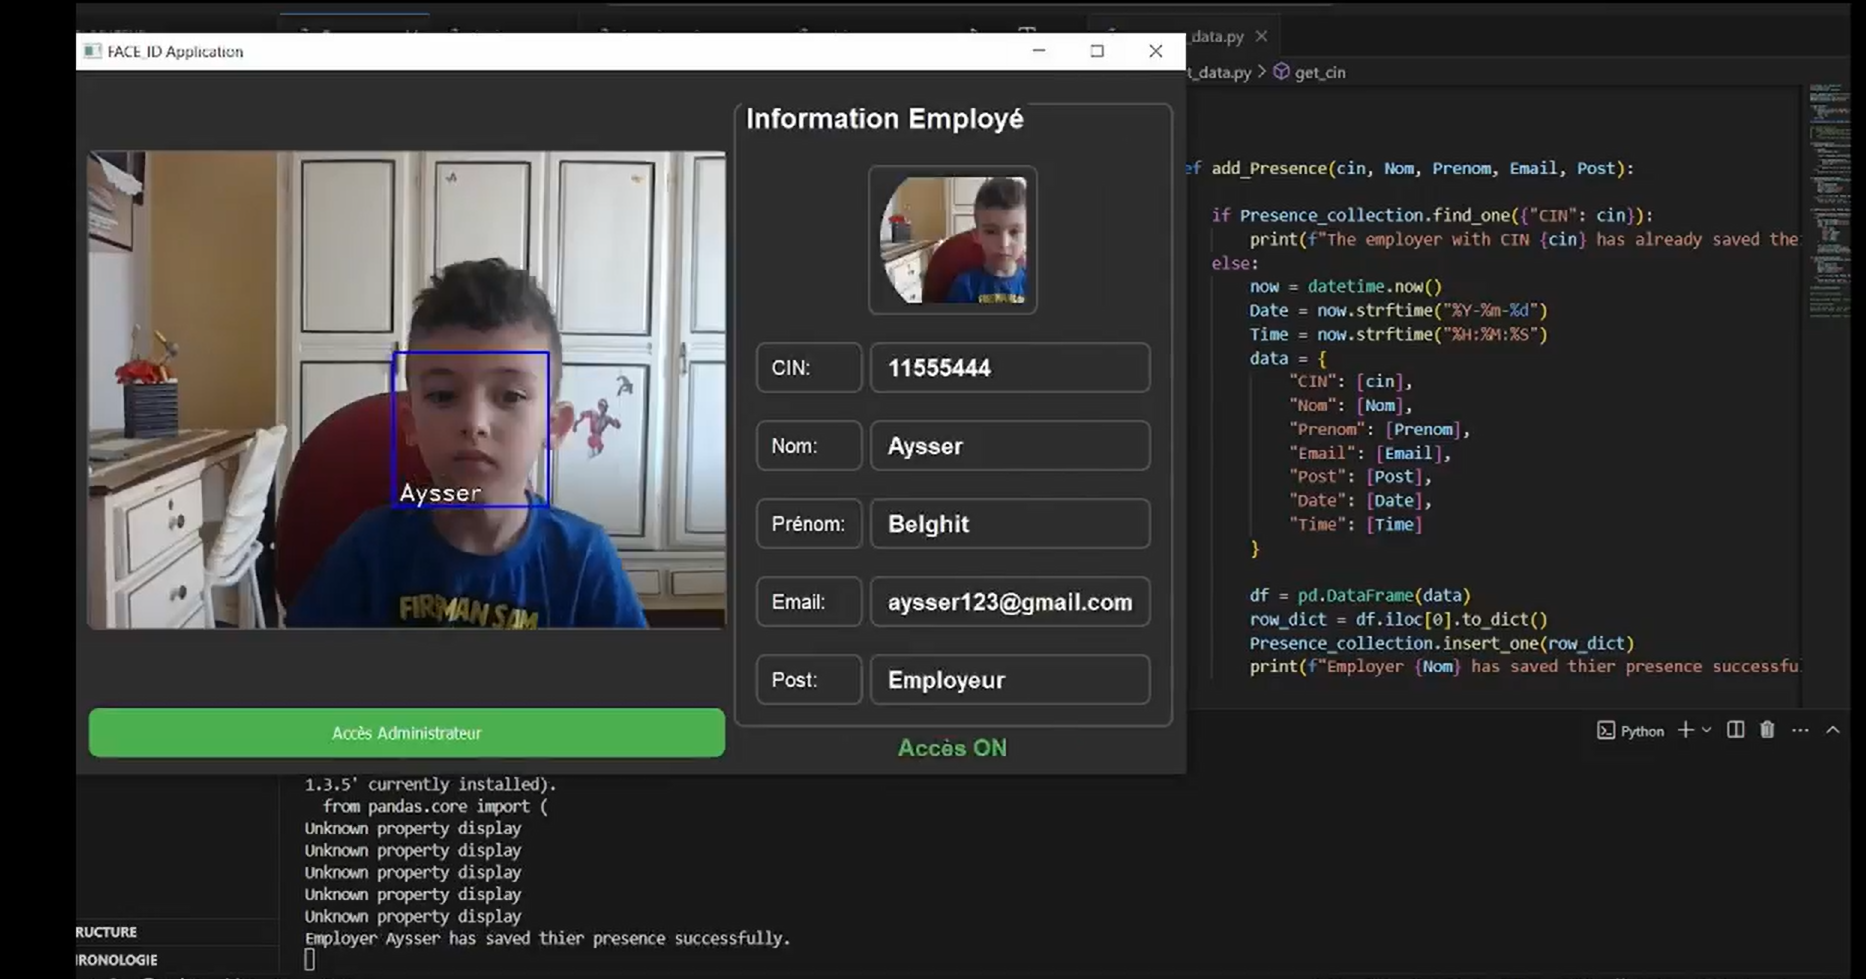 FACE_ID Application
Information Employé
Aysser
FIRMAN SAM
CIN:
11555444
Nom:
Aysser
Prénom:
Belghit
Email:
aysser123@gmail.com
Post:
Employeur
Accès Administrateur
Accès ON
_data.py
t_data.py > get_cin
ef add_Presence(cin, Nom, Prenom, Email, Post):
if Presence_collection.find_one({"CIN": cin}):
print(f"The employer with CIN {cin} has already saved the
else:
now = datetime.now()
Date = now.strftime("%Y-%m-%d")
Time = now.strftime("%H:%M:%S")
data = {
"CIN": [cin],
"Nom": [Nom],
"Prenom": [Prenom],
"Email": [Email],
"Post": [Post],
"Date": [Date],
"Time": [Time]
}
df = pd.DataFrame(data)
row_dict = df.iloc[0].to_dict()
Presence_collection.insert_one(row_dict)
print(f"Employer {Nom} has saved thier presence successfu
Python
1.3.5' currently installed).
from pandas.core import (
Unknown property display
Unknown property display
Unknown property display
Unknown property display
Unknown property display
Employer Aysser has saved thier presence successfully.
RUCTURE
IRONOLOGIE